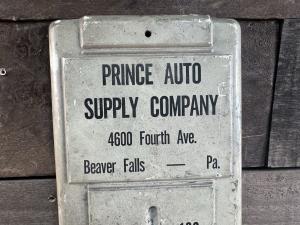 PRINCE AUTO
SUPPLY COMPANY
4600 Fourth Ave.
Beaver Falls — Pa.